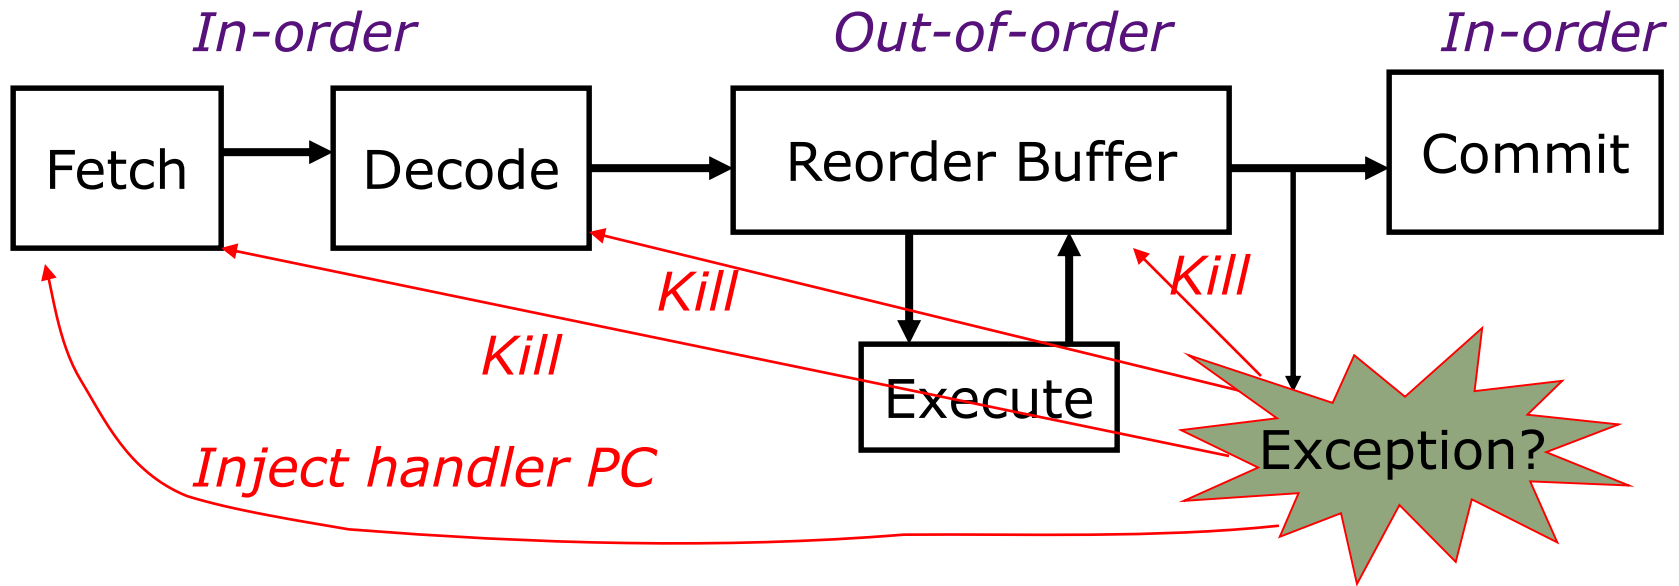 In-order
Out-of-order
In-order
Fetch
Decode
Reorder Buffer
Commit
Kill
Kill
Kill
Execute
Exception?
Inject handler PC